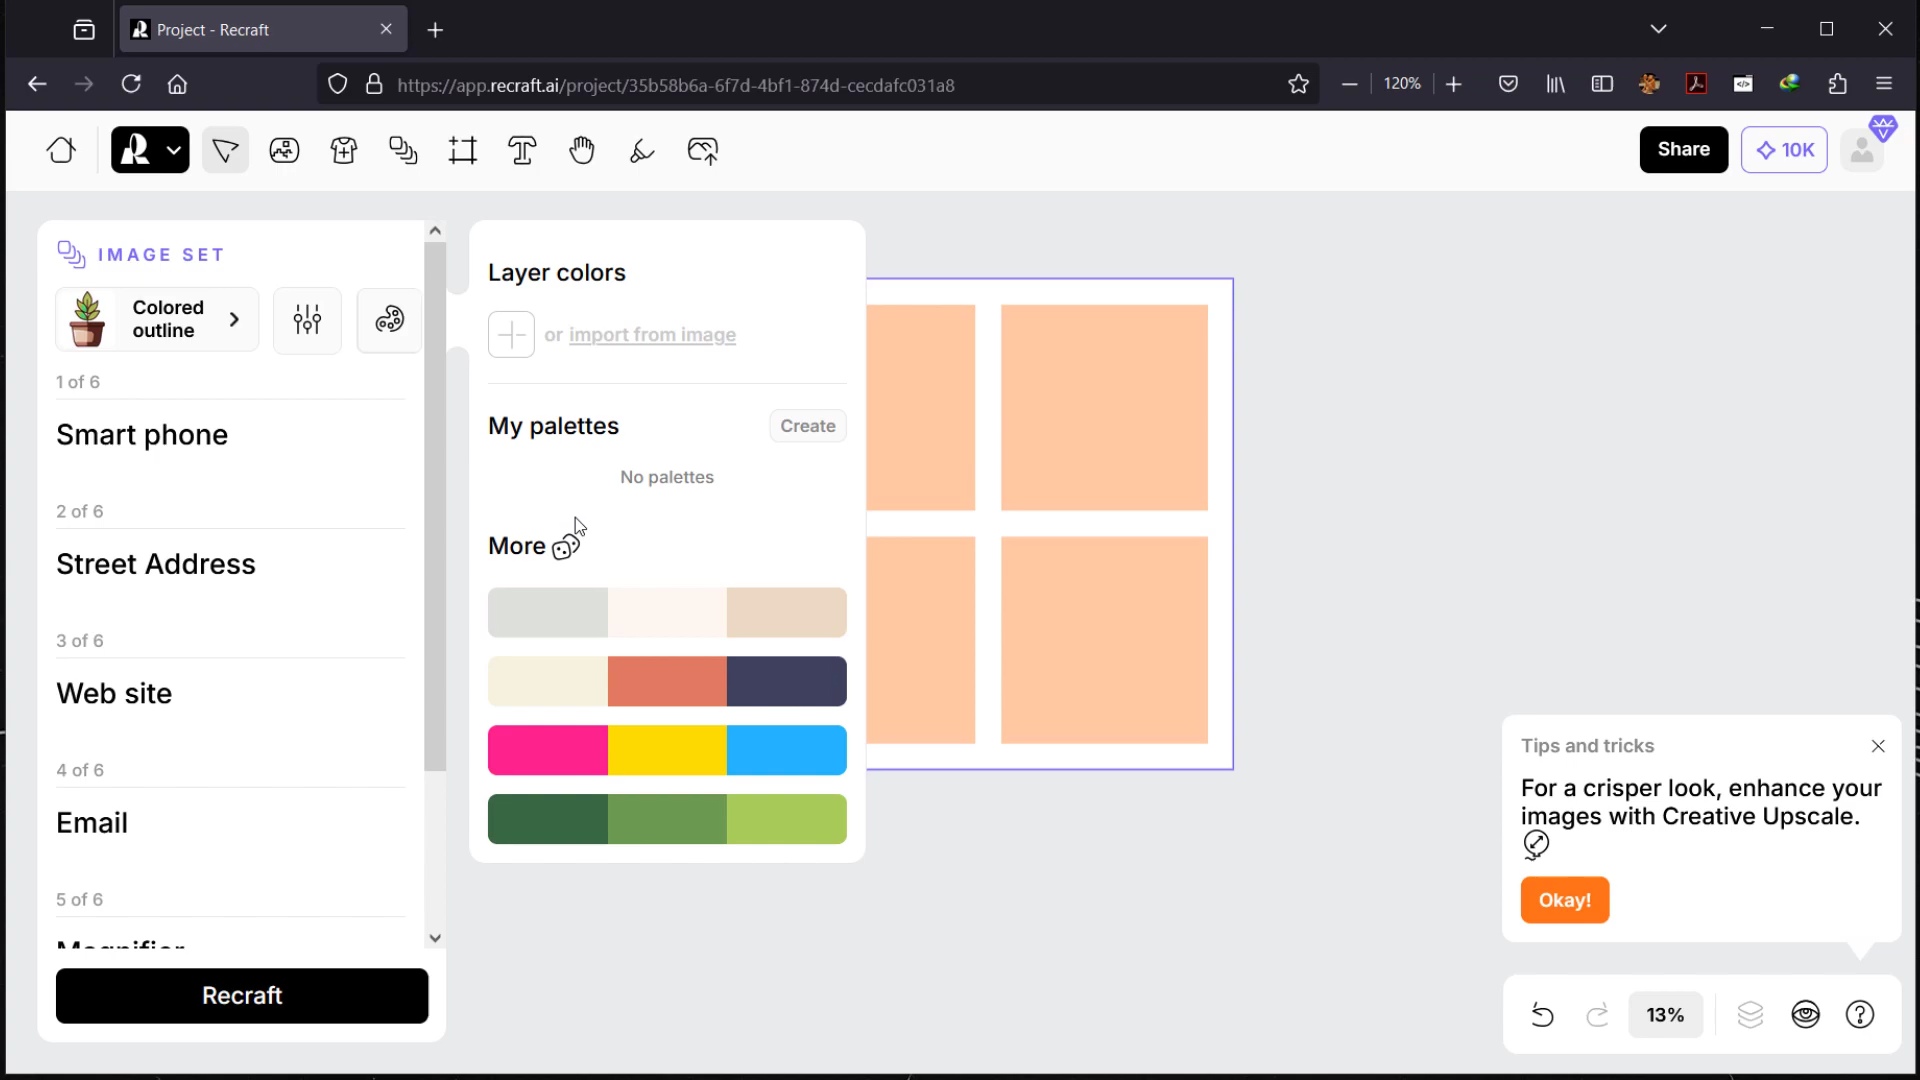 Project - Recraft
https://app.recraft.ai/project/35b58b6a-6f7d-4bf1-874d-cecdafc031a8
120%
Share
10K
IMAGE SET
Colored
outline
1 of 6
Smart phone
2 of 6
Street Address
3 of 6
Web site
4 of 6
Email
5 of 6
Magnifier
Recraft
Layer colors
or import from image
My palettes
Create
No palettes
More
Tips and tricks
For a crisper look, enhance your
images with Creative Upscale.
Okay!
13%